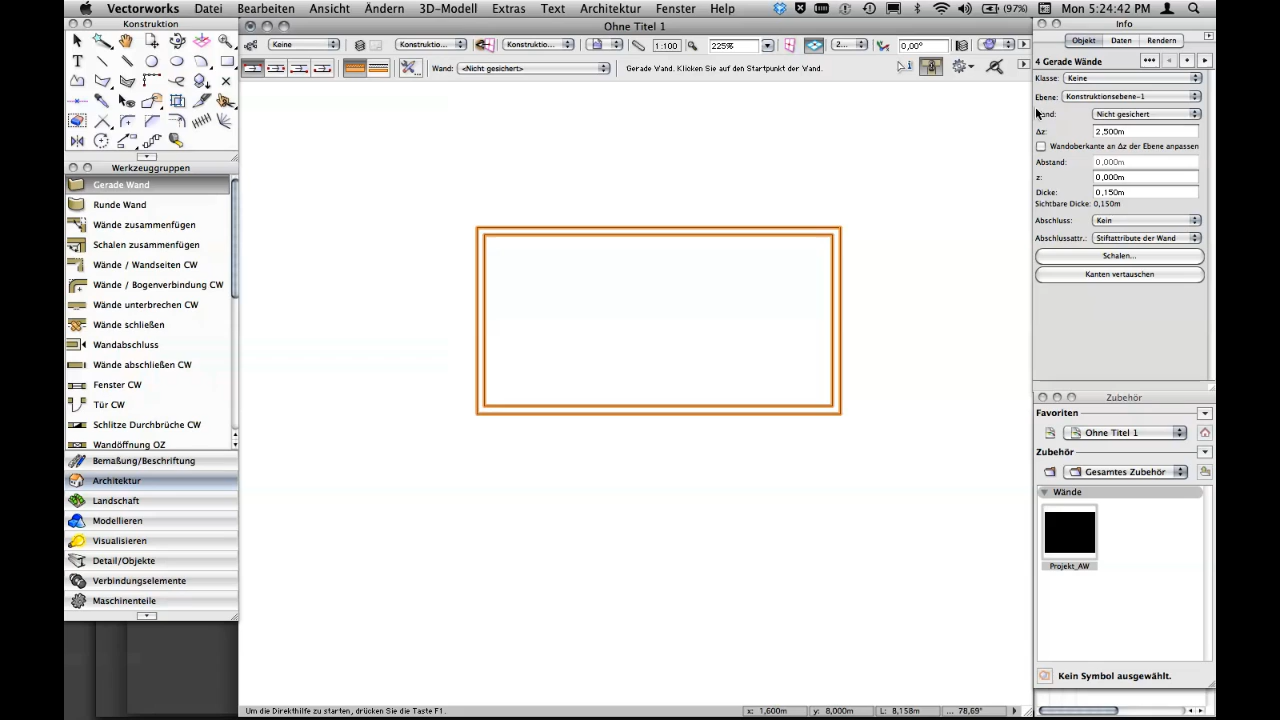 Vectorworks Datei Bearbeiten Ansicht Ändern 3D-Modell Extras Text Architektur Fenster Help (97%) Mon 5:24:42 PM
Konstruktion
Ohne Titel 1
Info
Keine
Konstruktio...
Konstruktion...
1:100
225%
2...
0,00°
Objekt Daten Rendern
Wand: <Nicht gesichert>
Gerade Wand. Klicken Sie auf den Startpunkt der Wand.
4 Gerade Wände
Klasse: Keine
Ebene: Konstruktionsebene-1
Nicht gesichert
Δz: 2,500m
Wandoberkante an Δz der Ebene anpassen
Abstand: 0,000m
z: 0,000m
Dicke: 0,150m
Sichtbare Dicke: 0,150m
Abschluss: Kein
Abschlussattr.: Stiftattribute der Wand
Schalen...
Kanten vertauschen
Werkzeuggruppen
Gerade Wand
Runde Wand
Wände zusammenfügen
Schalen zusammenfügen
Wände / Wandseiten CW
Wände / Bogenverbindung CW
Wände unterbrechen CW
Wände schließen
Wandabschluss
Wände abschließen CW
Fenster CW
Tür CW
Schlitze Durchbrüche CW
Wandöffnung OZ
Bemaßung/Beschriftung
Architektur
Landschaft
Modellieren
Visualisieren
Detail/Objekte
Verbindungselemente
Maschinenteile
Zubehör
Favoriten
Ohne Titel 1
Zubehör
Gesamtes Zubehör
Wände
Projekt_AW
Kein Symbol ausgewählt.
Um die Direkthilfe zu starten, drücken Sie die Taste F1.
x: 1,600m y: 8,000m L: 8,158m ... 78,69°